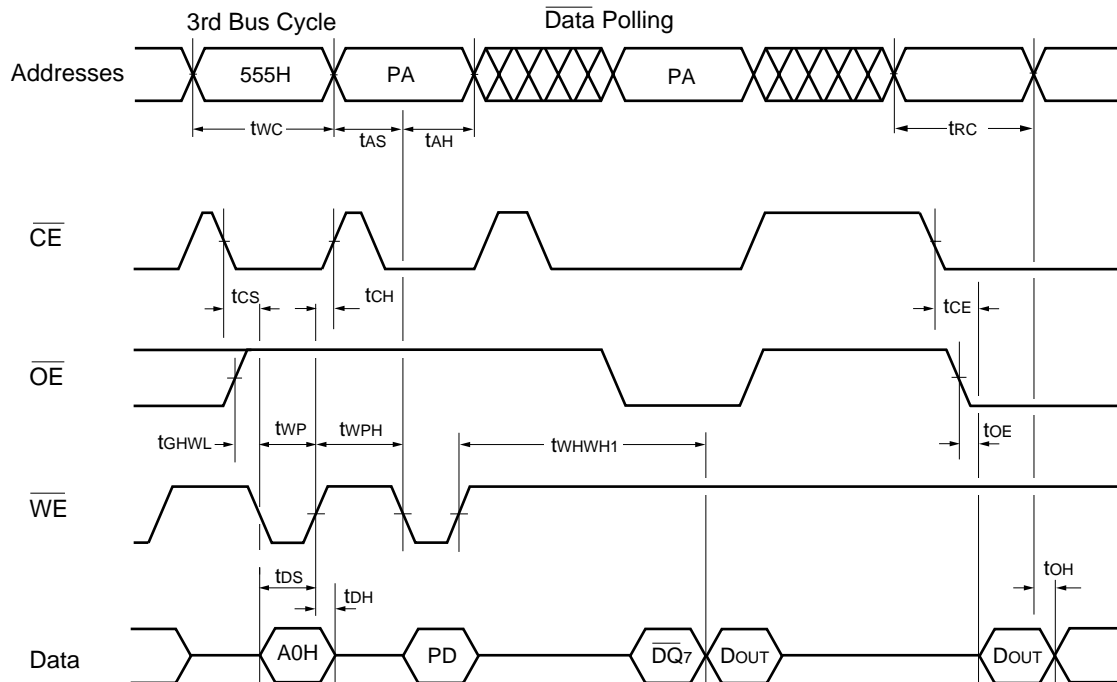 3rd Bus Cycle
Data Polling
Addresses
555H
PA
PA
tWC
tAS
tAH
tRC
CE
tCS
tCH
tCE
OE
tGHWL
tWP
tWPH
tWHWH1
tOE
WE
tDS
tDH
tOH
Data
A0H
PD
DQ7
DOUT
DOUT